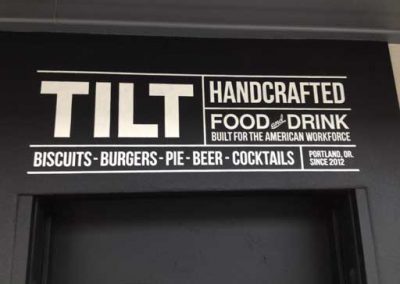 TILT
HANDCRAFTED
FOOD and DRINK
BUILT FOR THE AMERICAN WORKFORCE
BISCUITS - BURGERS - PIE - BEER - COCKTAILS
PORTLAND, OR.
SINCE 2012